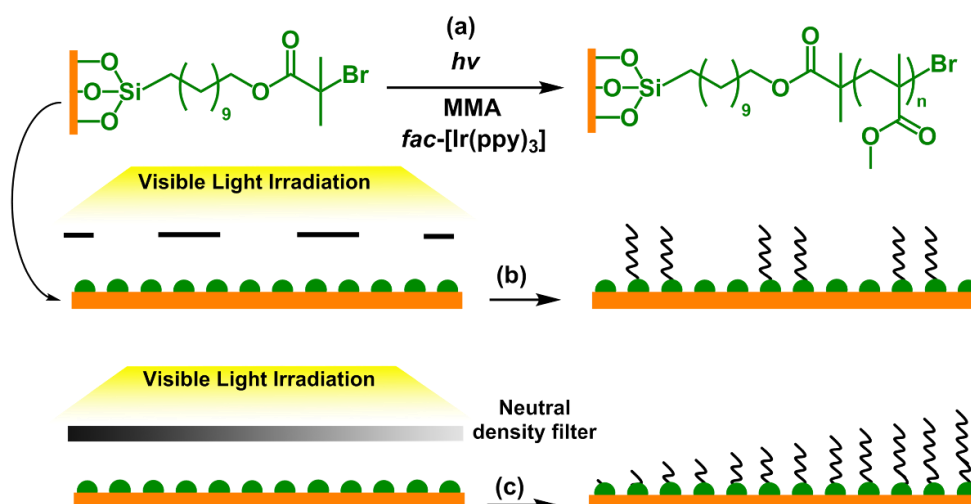 (a)
hv
MMA
fac-[Ir(ppy)3]
O
O
O
Si
9
O
O
Br
O
O
O
Si
9
O
O
Br
n
O
O
Visible Light Irradiation
(b)
Visible Light Irradiation
Neutral
density filter
(c)